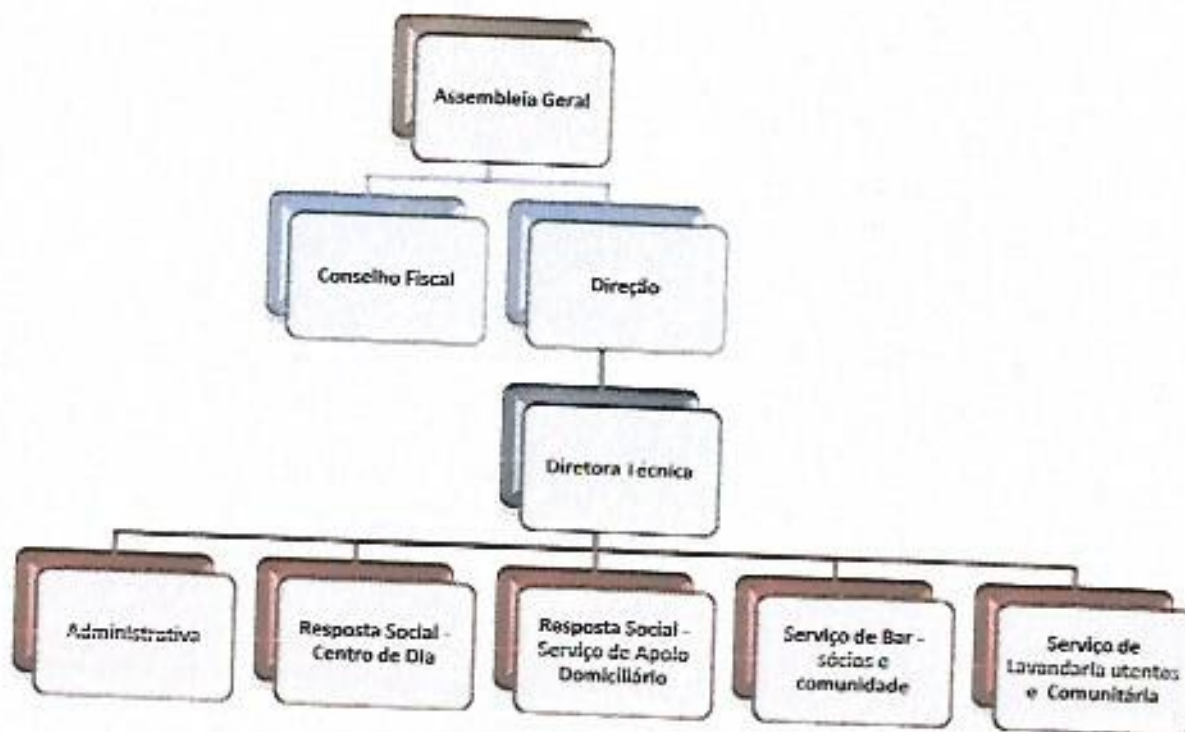 Assembleia Geral
Conselho Fiscal
Direção
Diretora Técnica
Administrativa
Resposta Social -
Centro de Dia
Resposta Social -
Serviço de Apoio
Domiciliário
Serviço de Bar -
sócios e
comunidade
Serviço de
Lavandaria utentes
e Comunitária